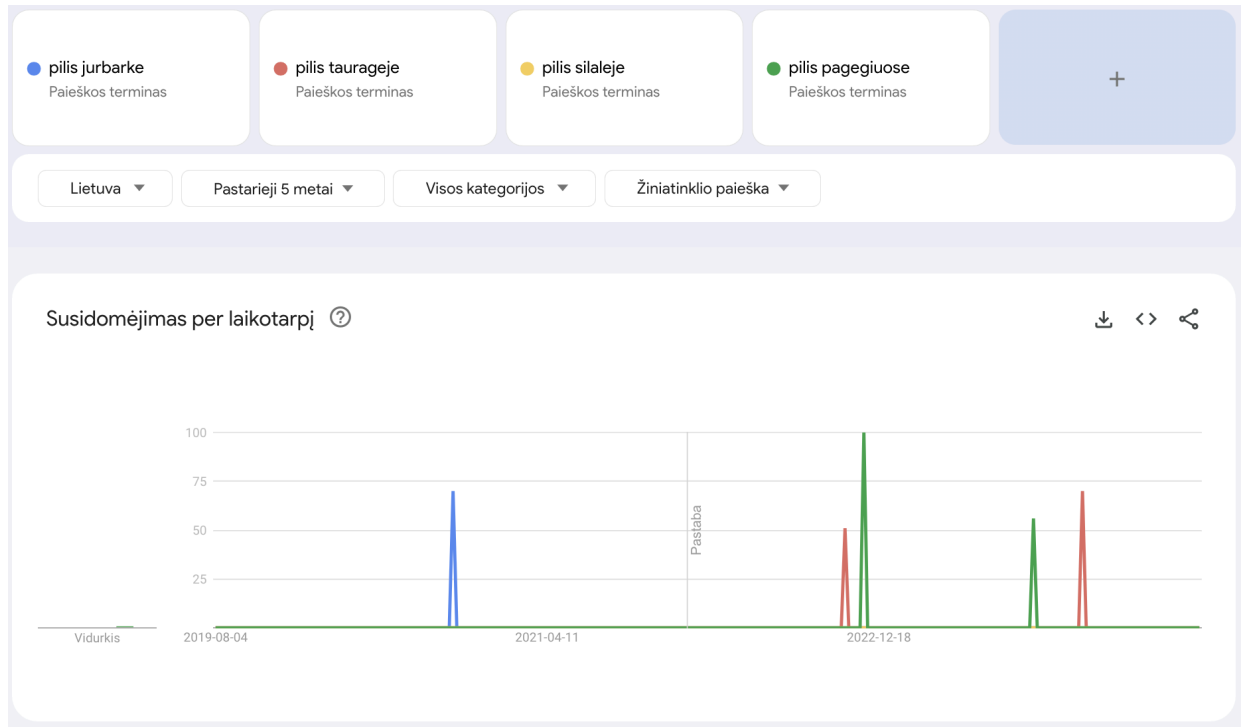 pilis jurbarke
Paieškos terminas
pilis taurageje
Paieškos terminas
pilis silaleje
Paieškos terminas
pilis pagegiuose
Paieškos terminas
+
Lietuva
Pastarieji 5 metai
Visos kategorijos
Žiniatinklio paieška
Susidomėjimas per laikotarpį
?
100
75
50
25
Pastaba
Vidurkis
2019-08-04
2021-04-11
2022-12-18